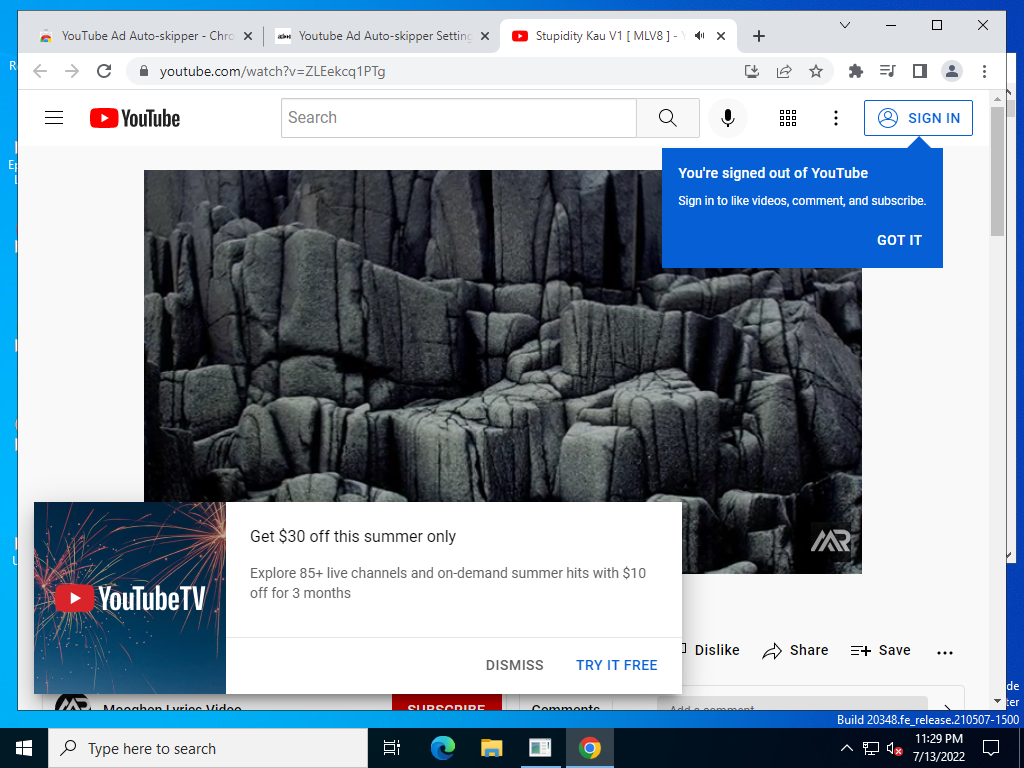 YouTube Ad Auto-skipper - Chro
Youtube Ad Auto-skipper Setting
Stupidity Kau V1 [ MLV8 ] - Y
youtube.com/watch?v=ZLEekcq1PTg
YouTube
Search
SIGN IN
You're signed out of YouTube
Sign in to like videos, comment, and subscribe.
GOT IT
MR
Get $30 off this summer only
Explore 85+ live channels and on-demand summer hits with $10
off for 3 months
YouTubeTV
DISMISS
TRY IT FREE
Dislike
Share
Save
Mooghen Lyrics Video
SUBSCRIBE
Comments
Add a comment
Build 20348.fe_release.210507-1500
Type here to search
11:29 PM
7/13/2022